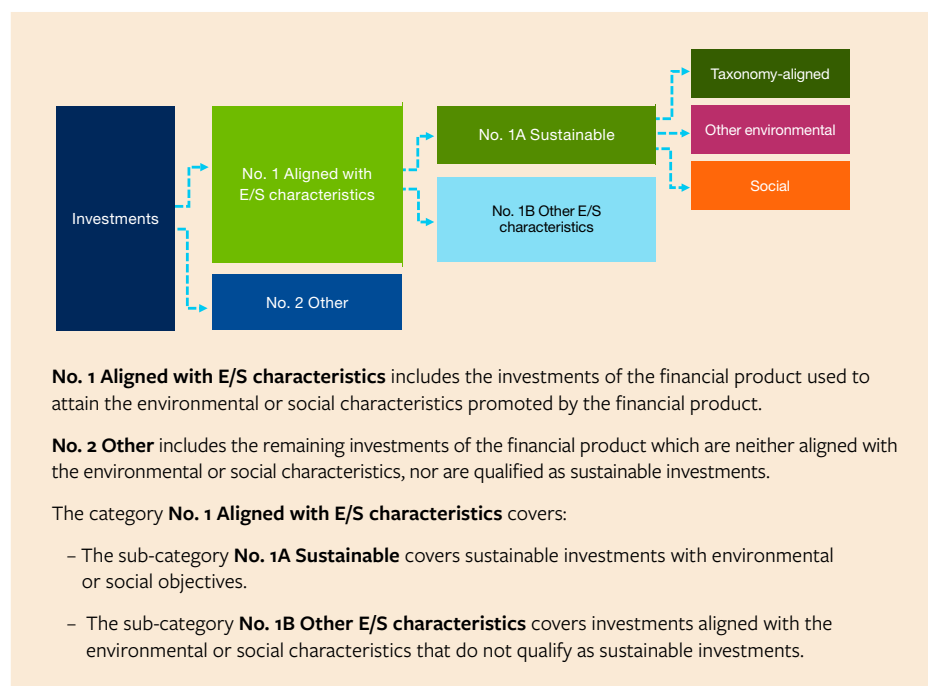 Taxonomy-aligned
Investments
No. 1 Aligned with
E/S characteristics
No. 1A Sustainable
Other environmental
No. 1B Other E/S
characteristics
Social
No. 2 Other
No. 1 Aligned with E/S characteristics includes the investments of the financial product used to
attain the environmental or social characteristics promoted by the financial product.
No. 2 Other includes the remaining investments of the financial product which are neither aligned with
the environmental or social characteristics, nor are qualified as sustainable investments.
The category No. 1 Aligned with E/S characteristics covers:
– The sub-category No. 1A Sustainable covers sustainable investments with environmental
or social objectives.
– The sub-category No. 1B Other E/S characteristics covers investments aligned with the
environmental or social characteristics that do not qualify as sustainable investments.